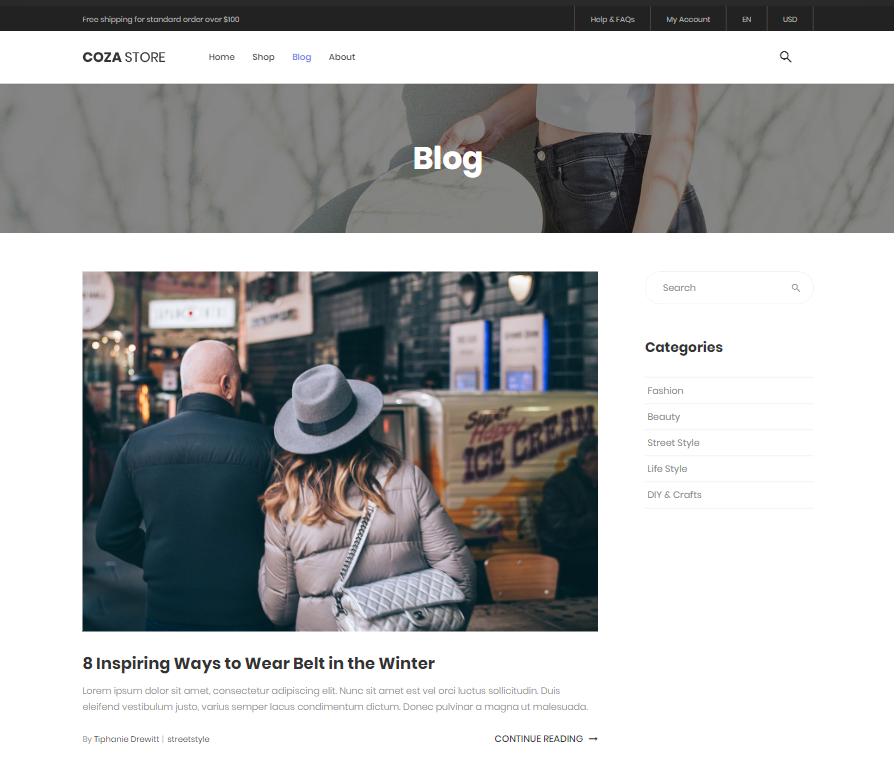 Free shipping for standard order over $100
Help & FAQs
My Account
EN
USD
COZA STORE
Home
Shop
Blog
About
Blog
Search
Categories
Fashion
Beauty
Street Style
Life Style
DIY & Crafts
ICE CREAM
8 Inspiring Ways to Wear Belt in the Winter
Lorem ipsum dolor sit amet, consectetur adipiscing elit. Nunc sit amet est vel orci luctus sollicitudin. Duis
eleifend vestibulum justo, varius semper lacus condimentum dictum. Donec pulvinar a magna ut malesuada.
By Tiphanie Drewitt | streetstyle
CONTINUE READING →